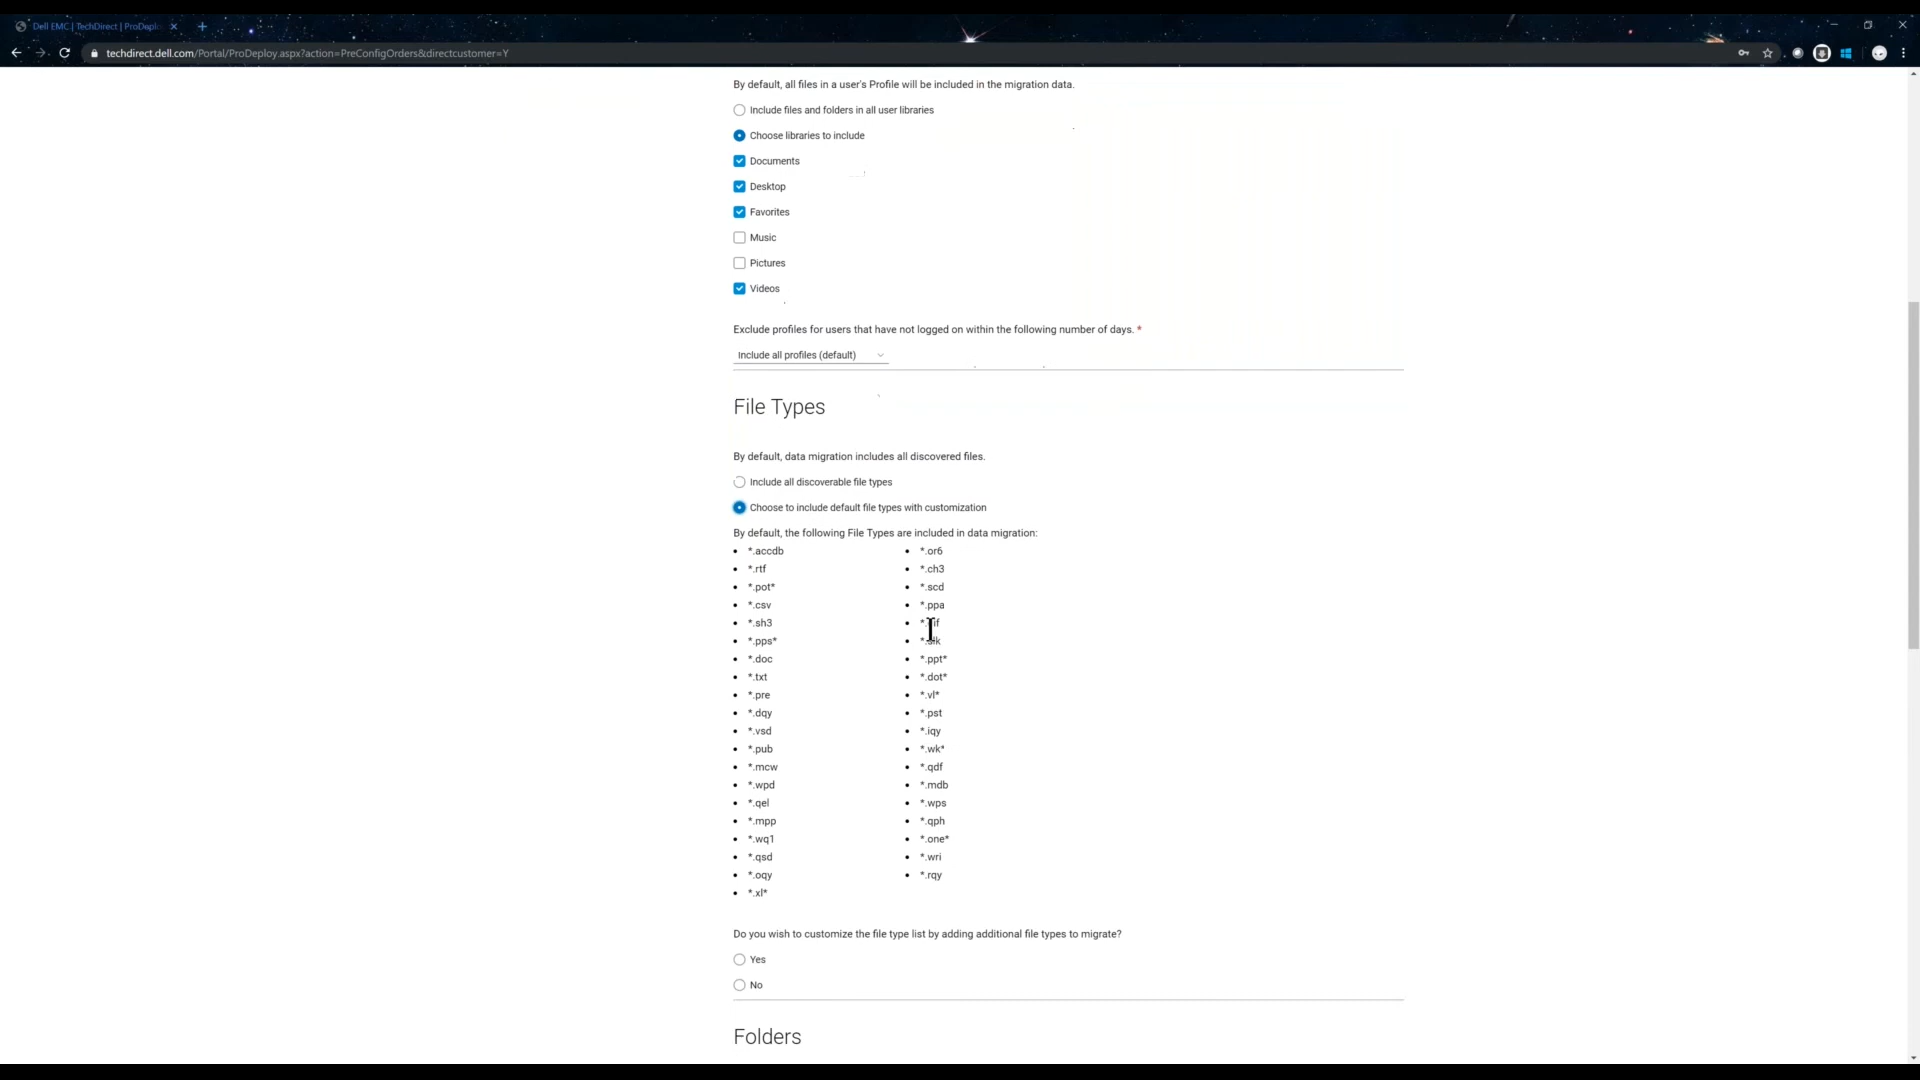 Dell EMC | TechDirect | ProDeplo
techdirect.dell.com/Portal/ProDeploy.aspx?action=PreConfigOrders&directcustomer=Y
By default, all files in a user's Profile will be included in the migration data.
Include files and folders in all user libraries
Choose libraries to include
Documents
Desktop
Favorites
Music
Pictures
Videos
Exclude profiles for users that have not logged on within the following number of days. *
Include all profiles (default)
File Types
By default, data migration includes all discovered files.
Include all discoverable file types
Choose to include default file types with customization
By default, the following File Types are included in data migration:
*.accdb
*.rtf
*.pot*
*.csv
*.sh3
*.pps*
*.doc
*.txt
*.pre
*.dqy
*.vsd
*.pub
*.mcw
*.wpd
*.qel
*.mpp
*.wq1
*.qsd
*.oqy
*.xl*
*.or6
*.ch3
*.scd
*.ppa
*.ppt*
*.dot*
*.vl*
*.pst
*.iqy
*.wk*
*.qdf
*.mdb
*.wps
*.qph
*.one*
*.wri
*.rqy
Do you wish to customize the file type list by adding additional file types to migrate?
Yes
No
Folders